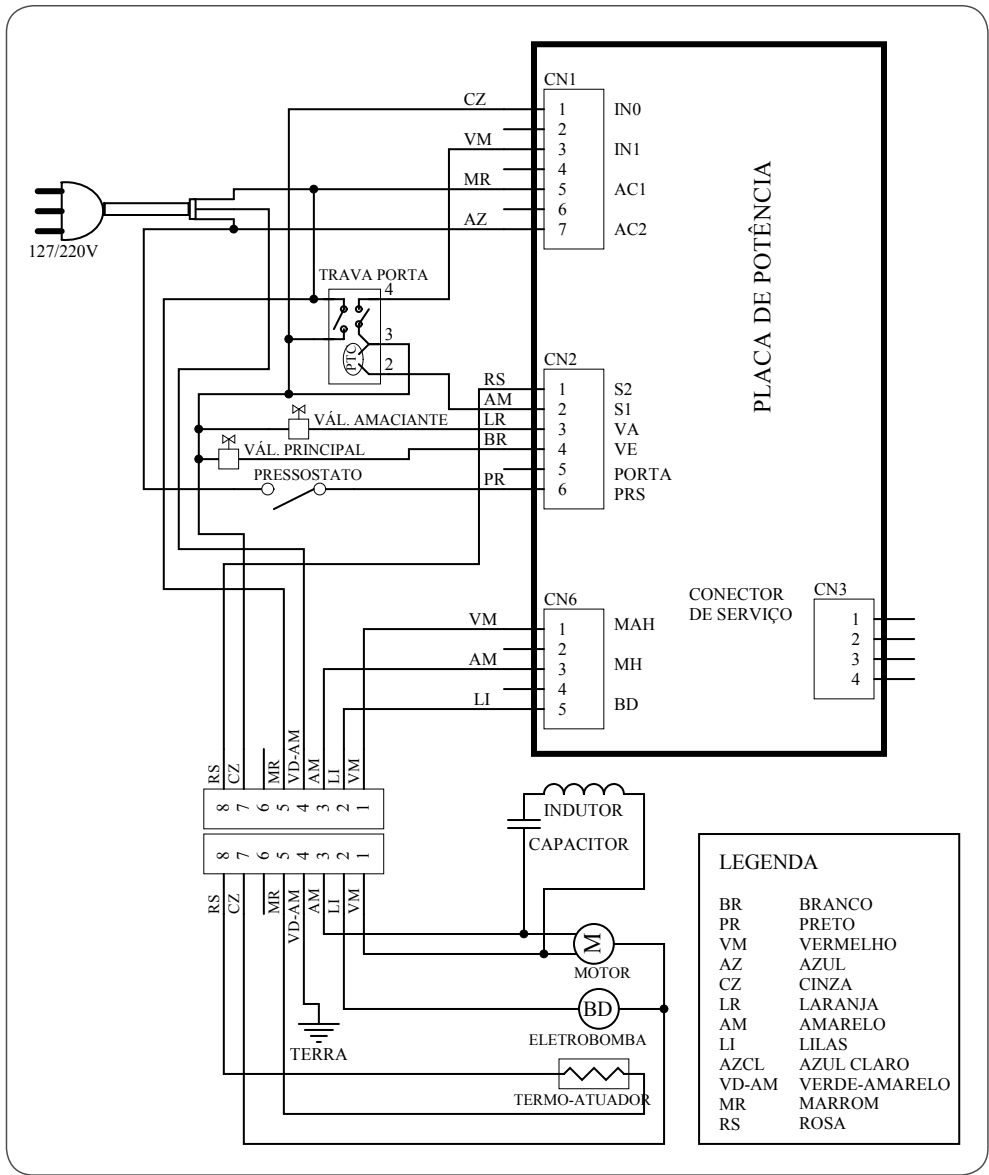 CN1
CZ
1
IN0
2
VM
3
IN1
4
MR
5
AC1
6
AZ
7
AC2
127/220V
PLACA DE POTÊNCIA
TRAVA PORTA
4
3
2
PTC
CN2
RS
1
S2
AM
2
S1
VÁL. AMACIANTE
LR
3
VA
VÁL. PRINCIPAL
BR
4
VE
PRESSOSTATO
5
PORTA
PR
6
PRS
CN6
VM
1
MAH
2
AM
3
MH
4
LI
5
BD
CONECTOR
DE SERVIÇO
CN3
1
2
3
4
RS
CZ
MR
VD-AM
AM
LI
VM
8
7
6
5
4
3
2
1
8
7
6
5
4
3
2
1
RS
CZ
MR
VD-AM
AM
LI
VM
INDUTOR
CAPACITOR
M
MOTOR
BD
ELETROBOMBA
TERRA
TERMO-ATUADOR
LEGENDA
BR BRANCO
PR PRETO
VM VERMELHO
AZ AZUL
CZ CINZA
LR LARANJA
AM AMARELO
LI LILAS
AZCL AZUL CLARO
VD-AM VERDE-AMARELO
MR MARROM
RS ROSA